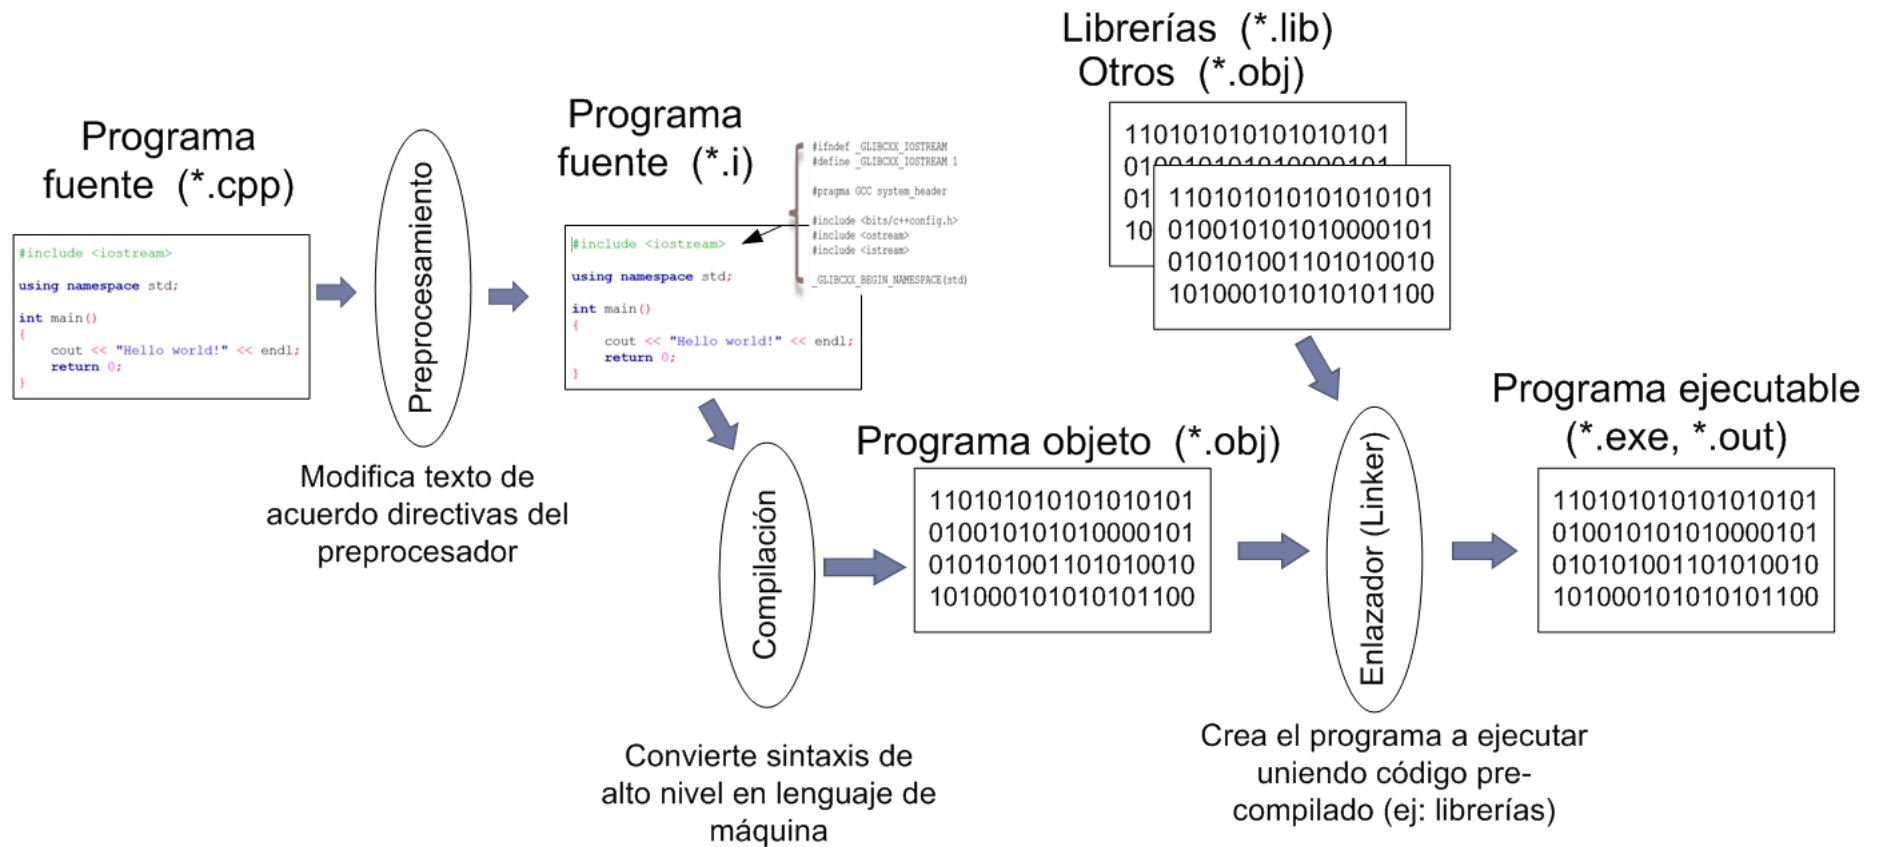 Programa
fuente (*.cpp)
#include <iostream>
using namespace std;
int main()
{
cout << "Hello world!" << endl;
return 0;
}
Preprocesamiento
Modifica texto de
acuerdo directivas del
preprocesador
Programa
fuente (*.i)
#ifndef _GLIBCXX_IOSTREAM
#define _GLIBCXX_IOSTREAM 1
#pragma GCC system_header
#include <bits/c++config.h>
#include <ostream>
#include <istream>
_GLIBCXX_BEGIN_NAMESPACE(std)
#include <iostream>
using namespace std;
int main()
{
cout << "Hello world!" << endl;
return 0;
}
Compilación
Convierte sintaxis de
alto nivel en lenguaje de
máquina
Programa objeto (*.obj)
110101010101010101
010010101010000101
010101001101010010
101000101010101100
Librerías (*.lib)
Otros (*.obj)
110101010101010101
010010101010000101
01
10
110101010101010101
010010101010000101
010101001101010010
101000101010101100
Enlazador (Linker)
Crea el programa a ejecutar
uniendo código pre-
compilado (ej: librerías)
Programa ejecutable
(*.exe, *.out)
110101010101010101
010010101010000101
010101001101010010
101000101010101100